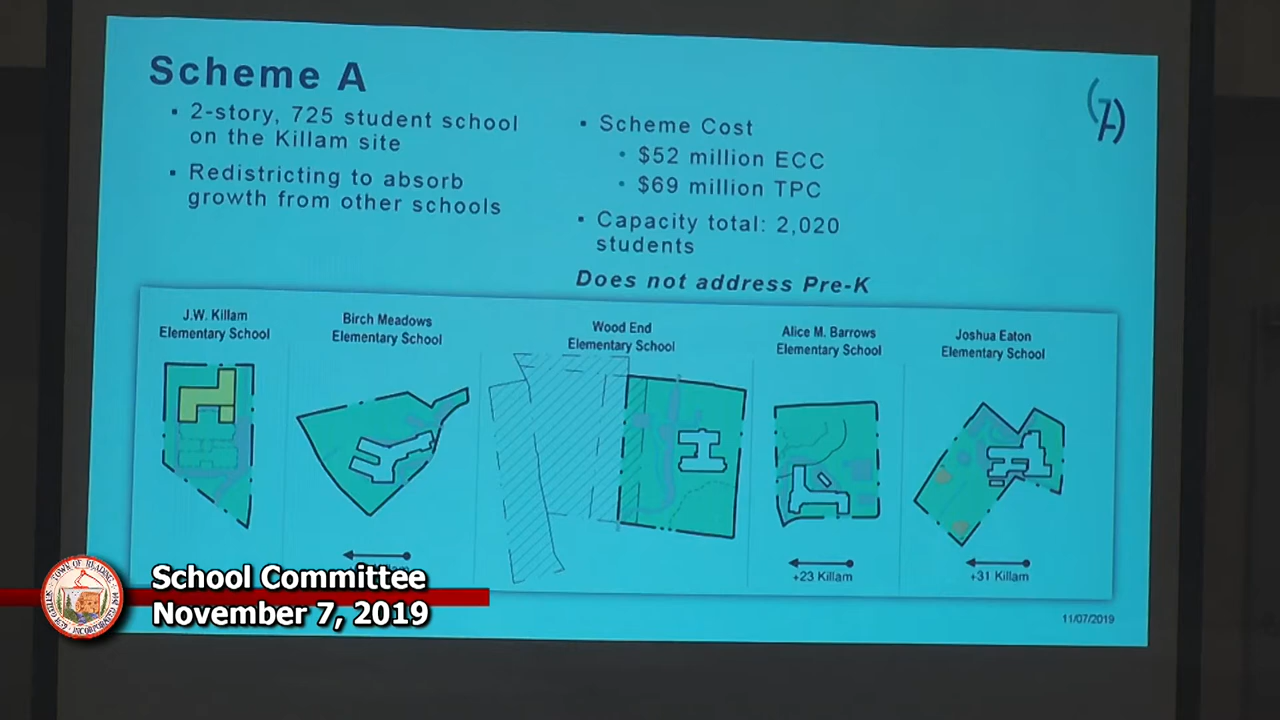 Scheme A
▪ 2-story, 725 student school
on the Killam site
▪ Redistricting to absorb
growth from other schools
▪ Scheme Cost
• $52 million ECC
• $69 million TPC
▪ Capacity total: 2,020
students
Does not address Pre-K
J.W. Killam
Elementary School
Birch Meadows
Elementary School
Wood End
Elementary School
Alice M. Barrows
Elementary School
Joshua Eaton
Elementary School
+23 Killam
+31 Killam
11/07/2019
TOWN OF READING
School Committee
November 7, 2019